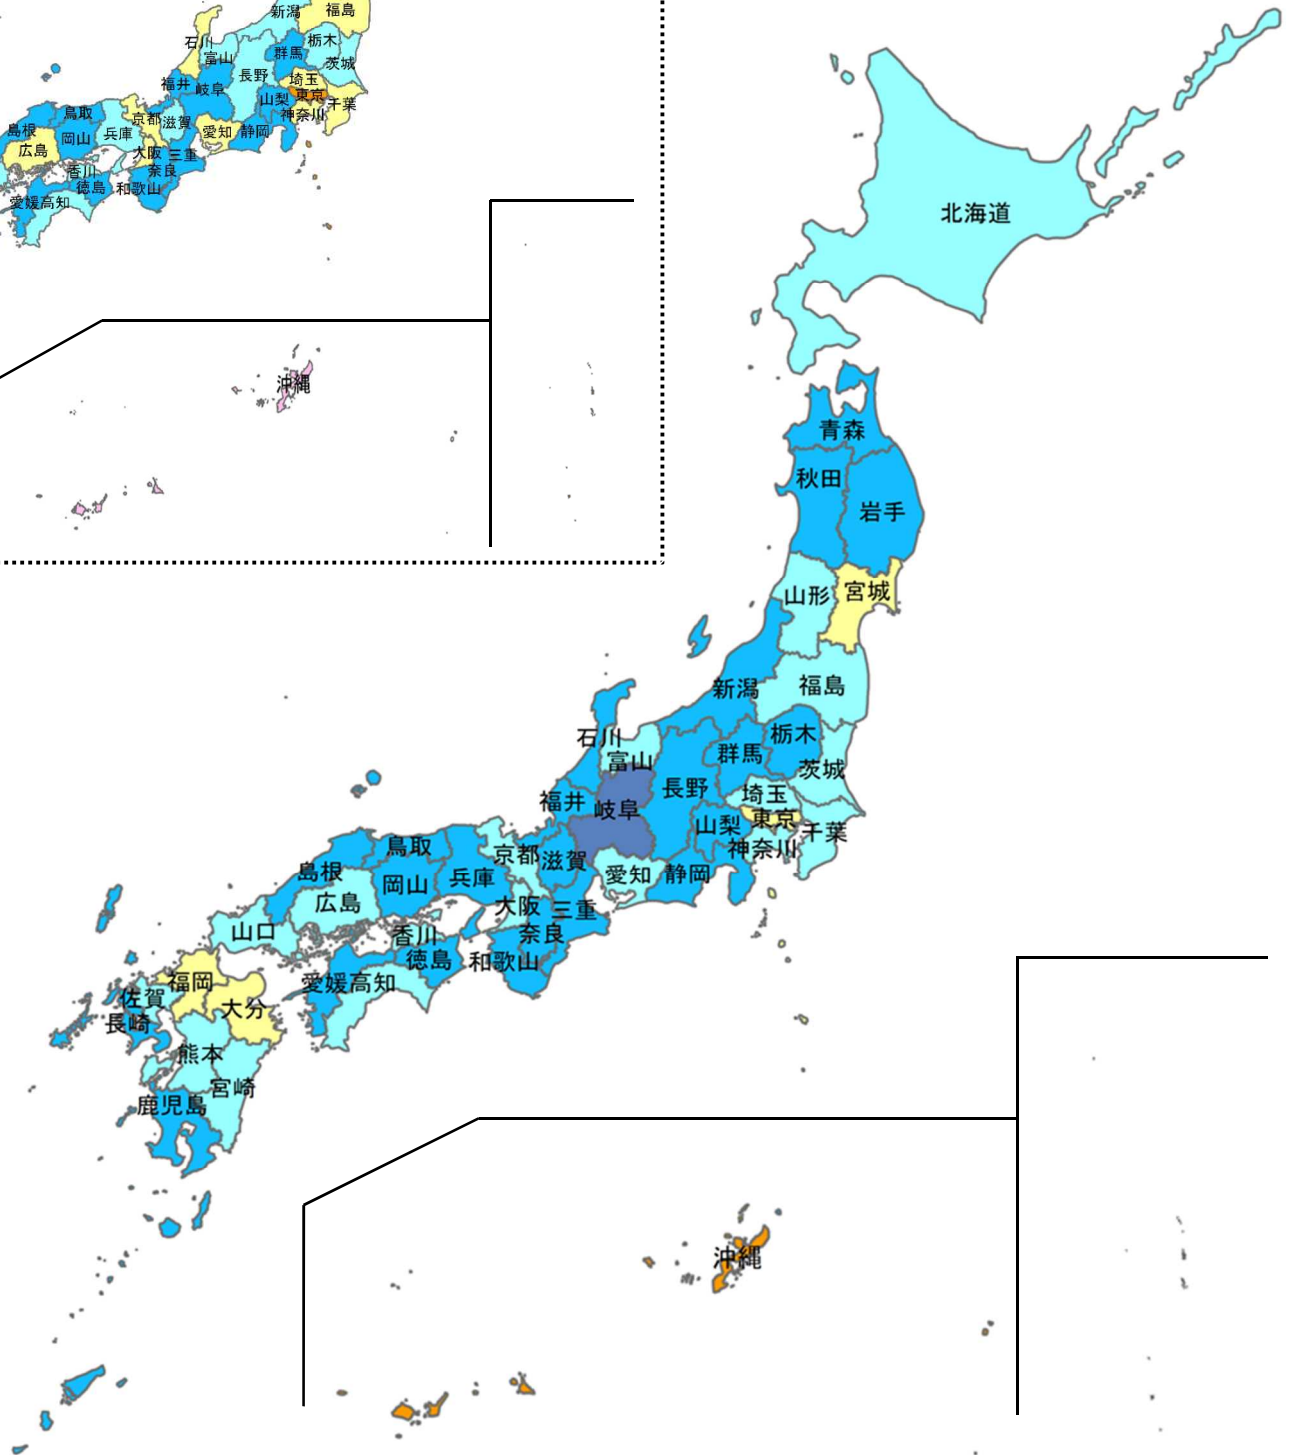 新潟
福島
石川
富山
群馬
栃木
茨城
長野
福井
岐阜
埼玉
東京
山梨
千葉
神奈川
鳥取
島根
岡山
兵庫
京都
滋賀
愛知
静岡
広島
大阪
三重
奈良
香川
徳島
和歌山
愛媛
高知
沖縄
北海道
青森
秋田
岩手
山形
宮城
新潟
福島
石川
富山
群馬
栃木
茨城
長野
福井
岐阜
埼玉
東京
山梨
千葉
神奈川
鳥取
島根
岡山
兵庫
京都
滋賀
愛知
静岡
広島
大阪
三重
山口
香川
奈良
徳島
和歌山
愛媛
高知
福岡
佐賀
大分
長崎
熊本
宮崎
鹿児島
沖縄